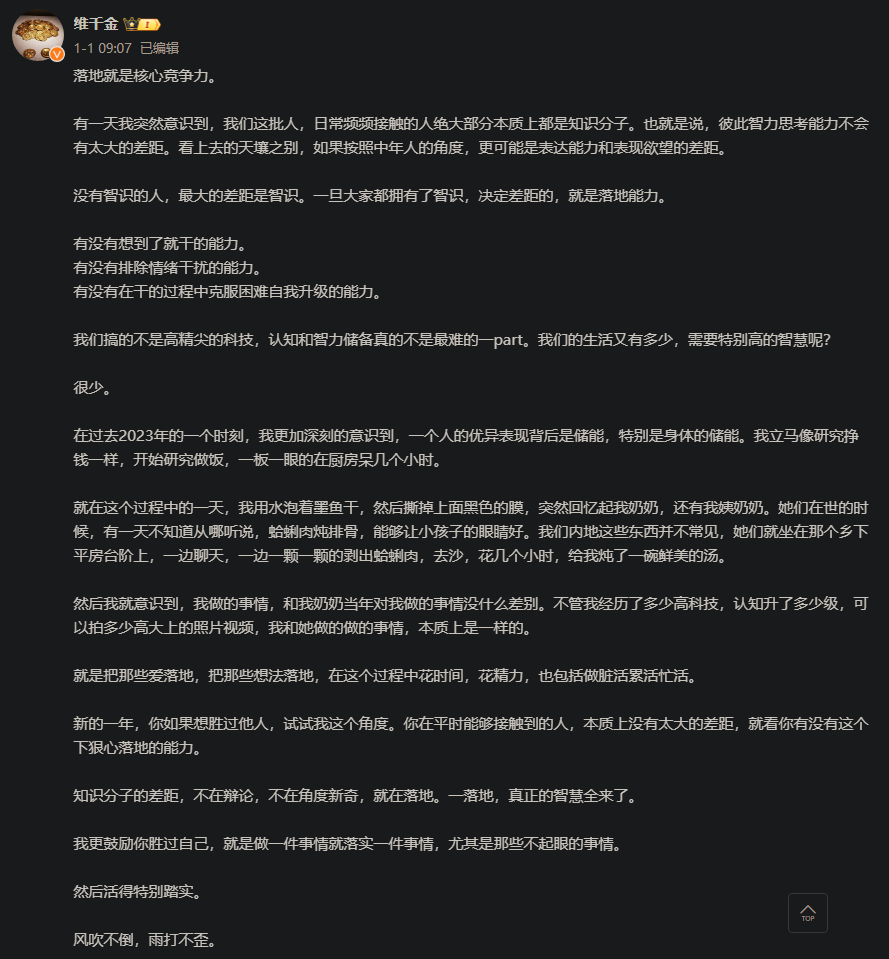 维千金 1
1-1 09:07 已编辑
落地就是核心竞争力。
有一天我突然意识到，我们这批人，日常频频接触的人绝大部分本质上都是知识分子。也就是说，彼此智力思考能力不会
有太大的差距。看上去的天壤之别，如果按照中年人的角度，更可能是表达能力和表现欲望的差距。
没有智识的人，最大的差距是智识。一旦大家都拥有了智识，决定差距的，就是落地能力。
有没有想到了就干的能力。
有没有排除情绪干扰的能力。
有没有在干的过程中克服困难自我升级的能力。
我们搞的不是高精尖的科技，认知和智力储备真的不是最难的一part。我们的生活又有多少，需要特别高的智慧呢？
很少。
在过去2023年的一个时刻，我更加深刻的意识到，一个人的优异表现背后是储能，特别是身体的储能。我立马像研究挣
钱一样，开始研究做饭，一板一眼的在厨房呆几个小时。
就在这个过程中的一天，我用水泡着墨鱼干，然后撕掉上面黑色的膜，突然回忆起我奶奶，还有我姨奶奶。她们在世的时
候，有一天不知道从哪听说，蛤蜊肉炖排骨，能够让小孩子的眼睛好。我们内地这些东西并不常见，她们就坐在那个乡下
平房台阶上，一边聊天，一边一颗一颗的剥出蛤蜊肉，去沙，花几个小时，给我炖了一碗鲜美的汤。
然后我就意识到，我做的事情，和我奶奶当年对我做的事情没什么差别。不管我经历了多少高科技，认知升了多少级，可
以拍多少高大上的照片视频，我和她做的做的事情，本质上是一样的。
就是把那些爱落地，把那些想法落地，在这个过程中花时间，花精力，也包括做脏活累活忙活。
新的一年，你如果想胜过他人，试试我这个角度。你在平时能够接触到的人，本质上没有太大的差距，就看你有没有这个
下狠心落地的能力。
知识分子的差距，不在辩论，不在角度新奇，就在落地。一落地，真正的智慧全来了。
我更鼓励你胜过自己，就是做一件事情就落实一件事情，尤其是那些不起眼的事情。
然后活得特别踏实。
TOP
风吹不倒，雨打不歪。